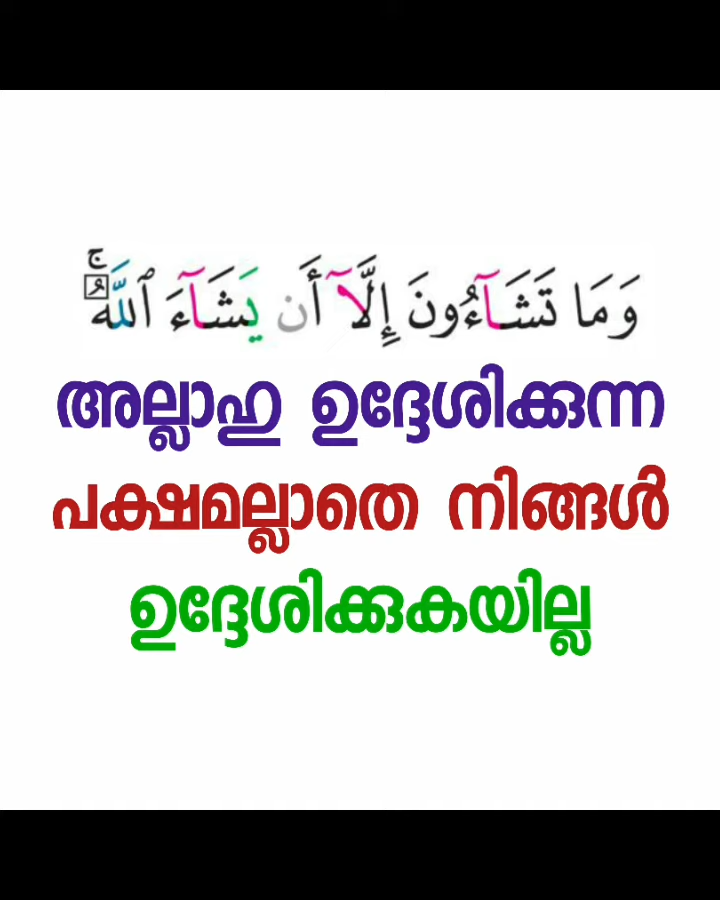 وَمَا تَشَآءُونَ إِلَّآ أَن يَشَآءَ ٱللَّهُ ۚ
അല്ലാഹു ഉദ്ദേശിക്കുന്ന
പക്ഷമല്ലാതെ നിങ്ങൾ
ഉദ്ദേശിക്കുകയില്ല